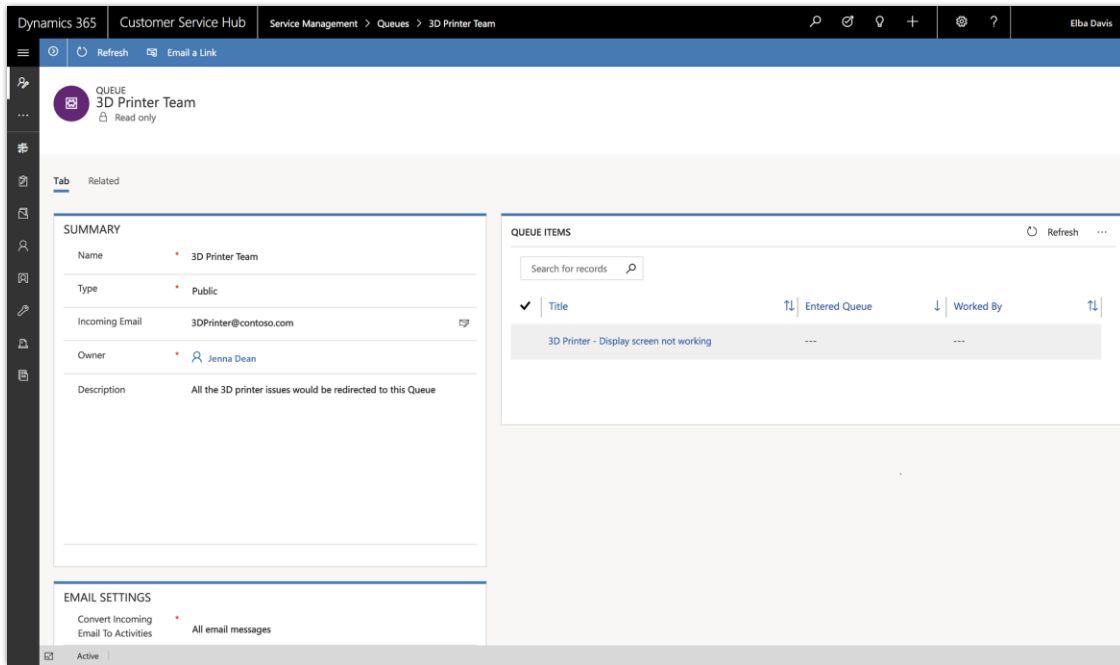 Dynamics 365 Customer Service Hub Service Management > Queues > 3D Printer Team + ? Elba Davis
Refresh Email a Link
QUEUE
3D Printer Team
Read only
Tab Related
SUMMARY
Name * 3D Printer Team
Type * Public
Incoming Email 3DPrinter@contoso.com
Owner * Jenna Dean
Description All the 3D printer issues would be redirected to this Queue
QUEUE ITEMS Refresh ...
Search for records
Title Entered Queue Worked By
3D Printer - Display screen not working --- ---
EMAIL SETTINGS
Convert Incoming *
Email To Activities All email messages
Active